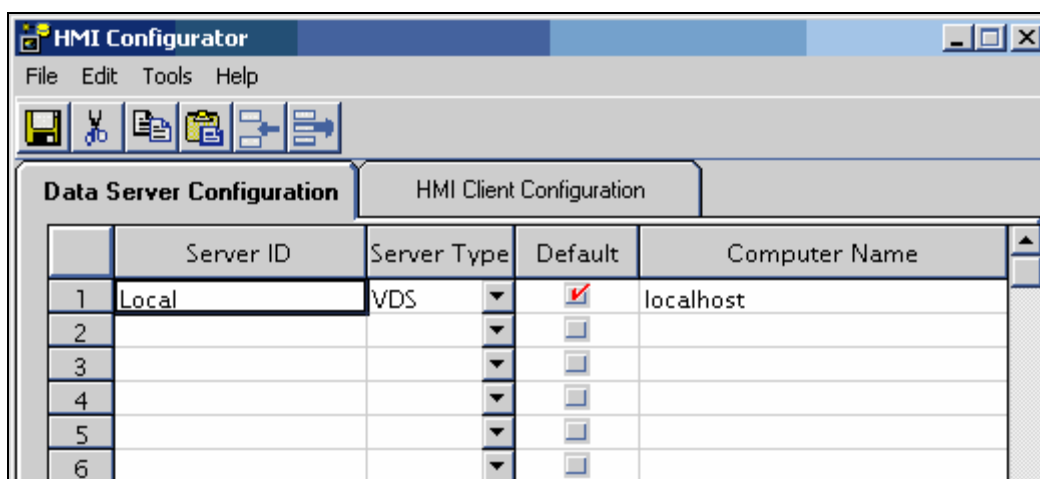 HMI Configurator
File Edit Tools Help
Data Server Configuration HMI Client Configuration
Server ID Server Type Default Computer Name
1 Local VDS localhost
2
3
4
5
6